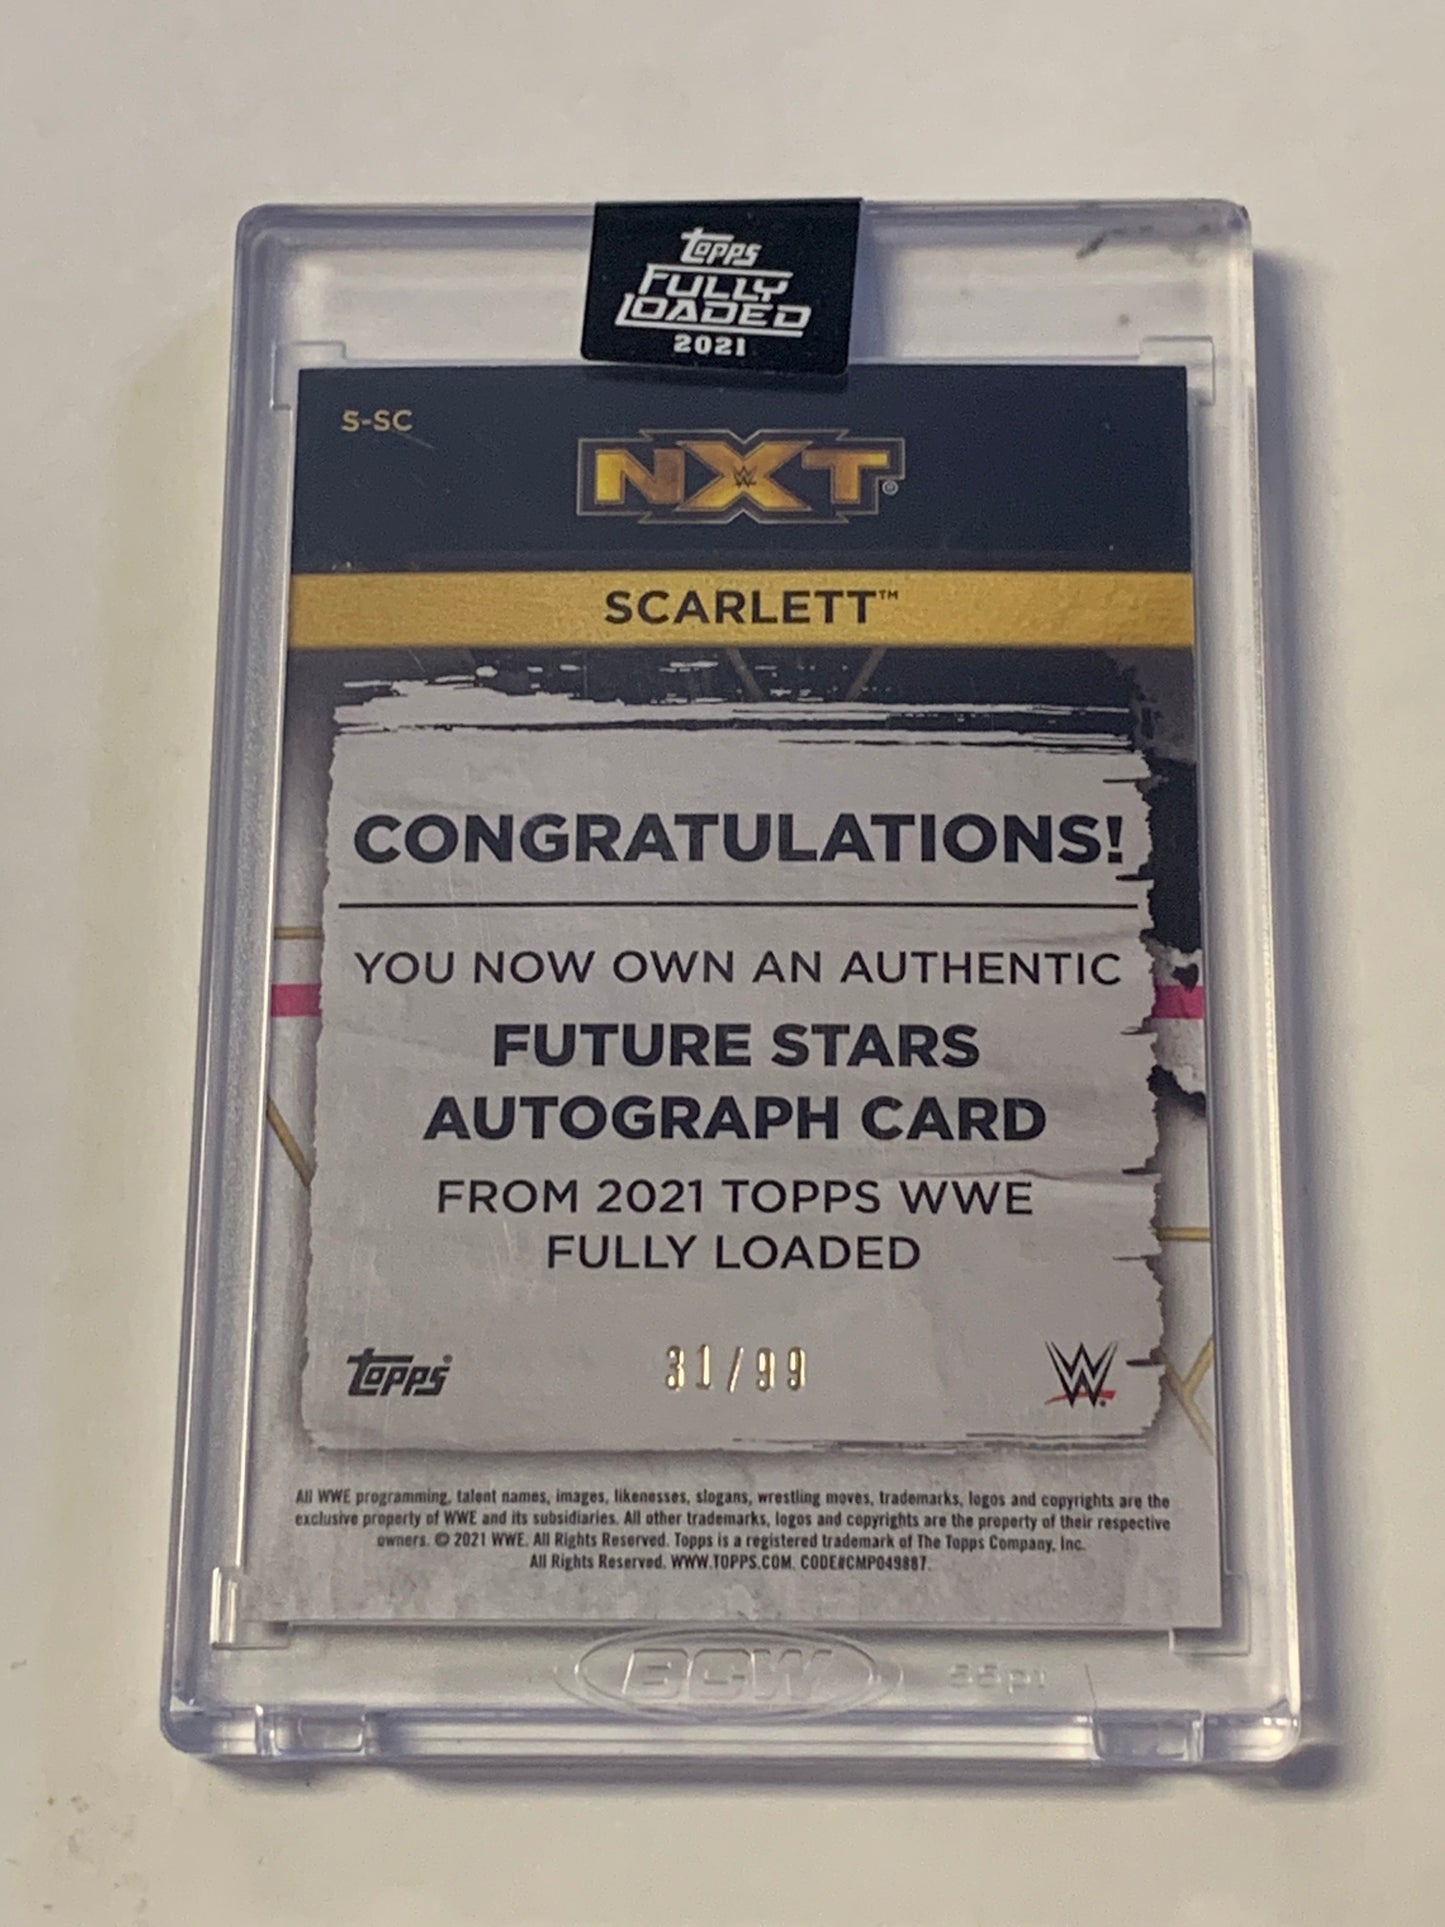 Topps
FULLY
LOADED
2021
S-SC
NXT
W
®
SCARLETT™
CONGRATULATIONS!
YOU NOW OWN AN AUTHENTIC
FUTURE STARS
AUTOGRAPH CARD
FROM 2021 TOPPS WWE
FULLY LOADED
Topps® 31/99 W
All WWE programming, talent names, images, likenesses, slogans, wrestling moves, trademarks, logos and copyrights are the
exclusive property of WWE and its subsidiaries. All other trademarks, logos and copyrights are the property of their respective
owners. © 2021 WWE. All Rights Reserved. Topps is a registered trademark of The Topps Company, Inc.
All Rights Reserved. WWW.TOPPS.COM. CODE#CMP049887.
BCW